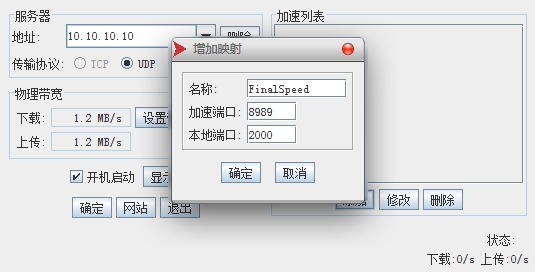 服务器
地址:
10.10.10.10
删除
传输协议:
TCP
UDP
物理带宽
下载:
1.2 MB/s
设置
上传:
1.2 MB/s
开机启动
显示
确定
网站
退出
加速列表
添加
修改
删除
状态:
下载:0/s 上传:0/s
增加映射
名称:
FinalSpeed
加速端口:
8989
本地端口:
2000
确定
取消